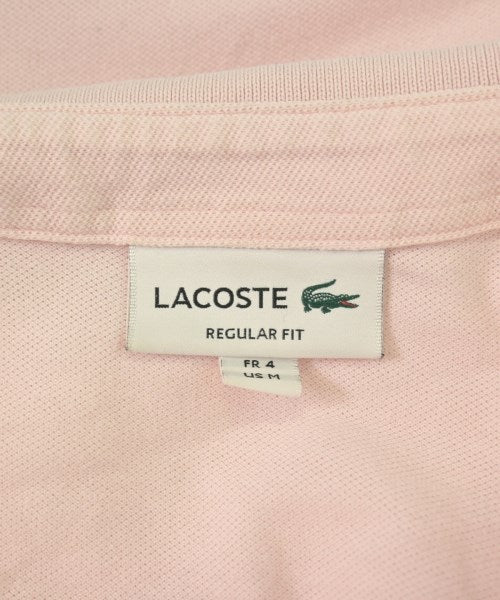 LACOSTE
REGULAR FIT
FR 4
US M